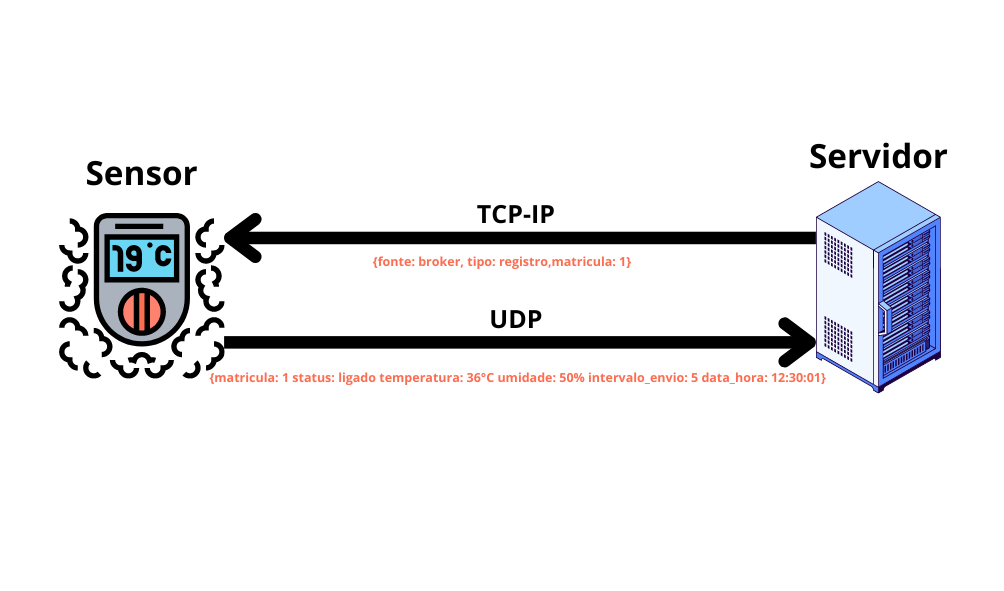 Sensor
Servidor
TCP-IP
19°C
{fonte: broker, tipo: registro,matricula: 1}
UDP
{matricula: 1 status: ligado temperatura: 36°C umidade: 50% intervalo_envio: 5 data_hora: 12:30:01}